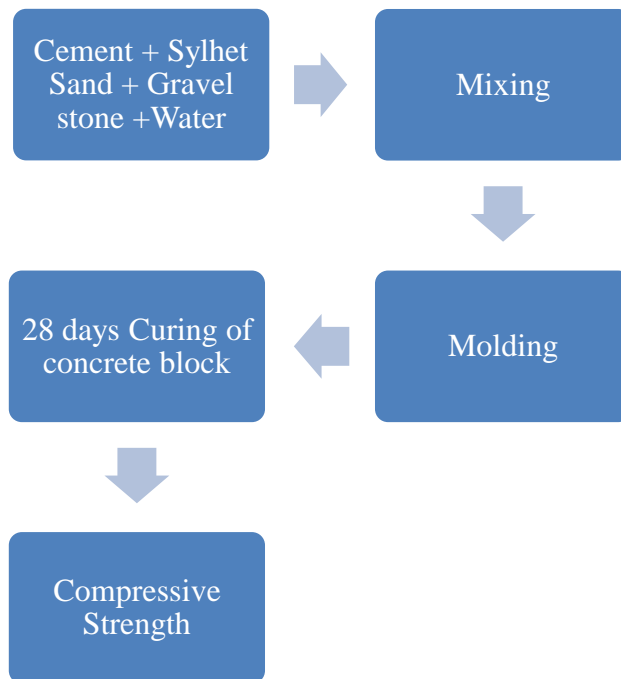 Cement + Sylhet
Sand + Gravel
stone +Water
Mixing
Molding
28 days Curing of
concrete block
Compressive
Strength